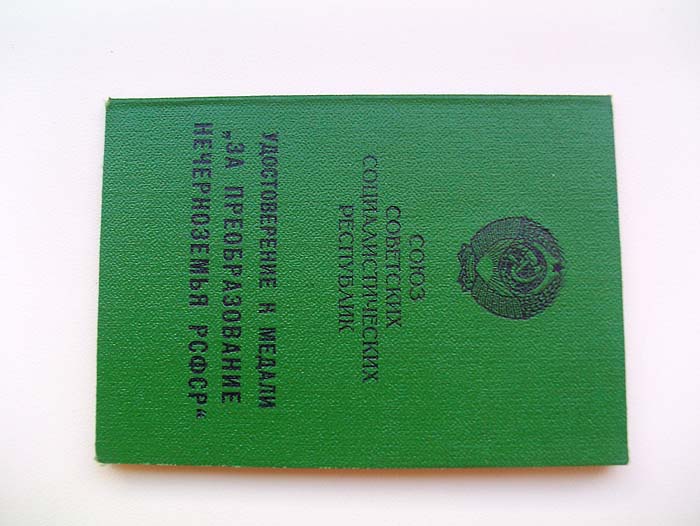 СОЮЗ
СОВЕТСКИХ
СОЦИАЛИСТИЧЕСКИХ
РЕСПУБЛИК
УДОСТОВЕРЕНИЕ К МЕДАЛИ
„ЗА ПРЕОБРАЗОВАНИЕ
НЕЧЕРНОЗЕМЬЯ РСФСР“